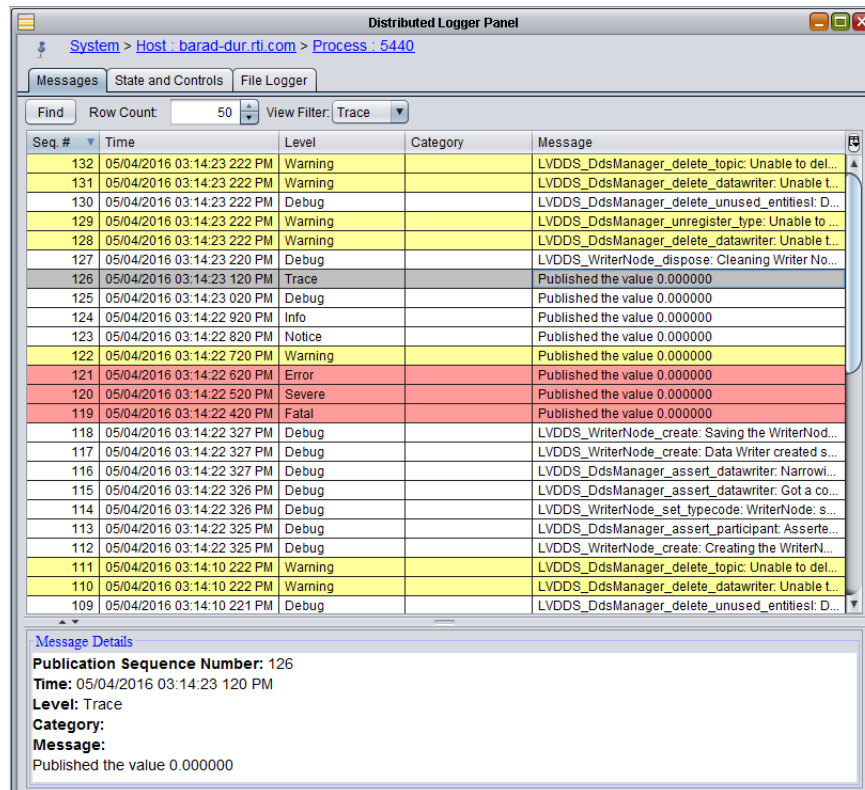 Distributed Logger Panel
System > Host : barad-dur.rti.com > Process : 5440
Messages State and Controls File Logger
Find Row Count: 50 View Filter: Trace
Seq. # Time Level Category Message
132 05/04/2016 03:14:23 222 PM Warning LVDDS_DdsManager_delete_topic: Unable to del...
131 05/04/2016 03:14:23 222 PM Warning LVDDS_DdsManager_delete_datawriter: Unable t...
130 05/04/2016 03:14:23 222 PM Debug LVDDS_DdsManager_delete_unused_entitiesI: D...
129 05/04/2016 03:14:23 222 PM Warning LVDDS_DdsManager_unregister_type: Unable to ...
128 05/04/2016 03:14:23 222 PM Warning LVDDS_DdsManager_delete_datawriter: Unable t...
127 05/04/2016 03:14:23 220 PM Debug LVDDS_WriterNode_dispose: Cleaning Writer No...
126 05/04/2016 03:14:23 120 PM Trace Published the value 0.000000
125 05/04/2016 03:14:23 020 PM Debug Published the value 0.000000
124 05/04/2016 03:14:22 920 PM Info Published the value 0.000000
123 05/04/2016 03:14:22 820 PM Notice Published the value 0.000000
122 05/04/2016 03:14:22 720 PM Warning Published the value 0.000000
121 05/04/2016 03:14:22 620 PM Error Published the value 0.000000
120 05/04/2016 03:14:22 520 PM Severe Published the value 0.000000
119 05/04/2016 03:14:22 420 PM Fatal Published the value 0.000000
118 05/04/2016 03:14:22 327 PM Debug LVDDS_WriterNode_create: Saving the WriterNod...
117 05/04/2016 03:14:22 327 PM Debug LVDDS_WriterNode_create: Data Writer created s...
116 05/04/2016 03:14:22 327 PM Debug LVDDS_DdsManager_assert_datawriter: Narrowi...
115 05/04/2016 03:14:22 326 PM Debug LVDDS_DdsManager_assert_datawriter: Got a co...
114 05/04/2016 03:14:22 326 PM Debug LVDDS_WriterNode_set_typecode: WriterNode: s...
113 05/04/2016 03:14:22 325 PM Debug LVDDS_DdsManager_assert_participant: Asserte...
112 05/04/2016 03:14:22 325 PM Debug LVDDS_WriterNode_create: Creating the WriterN...
111 05/04/2016 03:14:10 222 PM Warning LVDDS_DdsManager_delete_topic: Unable to del...
110 05/04/2016 03:14:10 222 PM Warning LVDDS_DdsManager_delete_datawriter: Unable t...
109 05/04/2016 03:14:10 221 PM Debug LVDDS_DdsManager_delete_unused_entitiesI: D...
Message Details
Publication Sequence Number: 126
Time: 05/04/2016 03:14:23 120 PM
Level: Trace
Category:
Message:
Published the value 0.000000